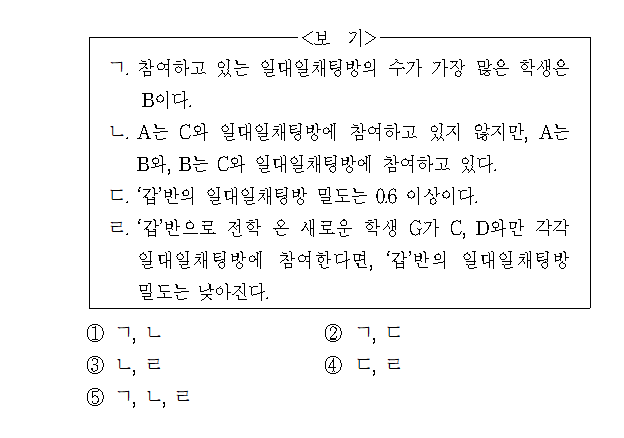 <보 기>
ㄱ. 참여하고 있는 일대일채팅방의 수가 가장 많은 학생은
B이다.
ㄴ. A는 C와 일대일채팅방에 참여하고 있지 않지만, A는
B와, B는 C와 일대일채팅방에 참여하고 있다.
ㄷ. ‘갑’반의 일대일채팅방 밀도는 0.6 이상이다.
ㄹ. ‘갑’반으로 전학 온 새로운 학생 G가 C, D와만 각각
일대일채팅방에 참여한다면, ‘갑’반의 일대일채팅방
밀도는 낮아진다.
① ㄱ, ㄴ ② ㄱ, ㄷ
③ ㄴ, ㄹ ④ ㄷ, ㄹ
⑤ ㄱ, ㄴ, ㄹ